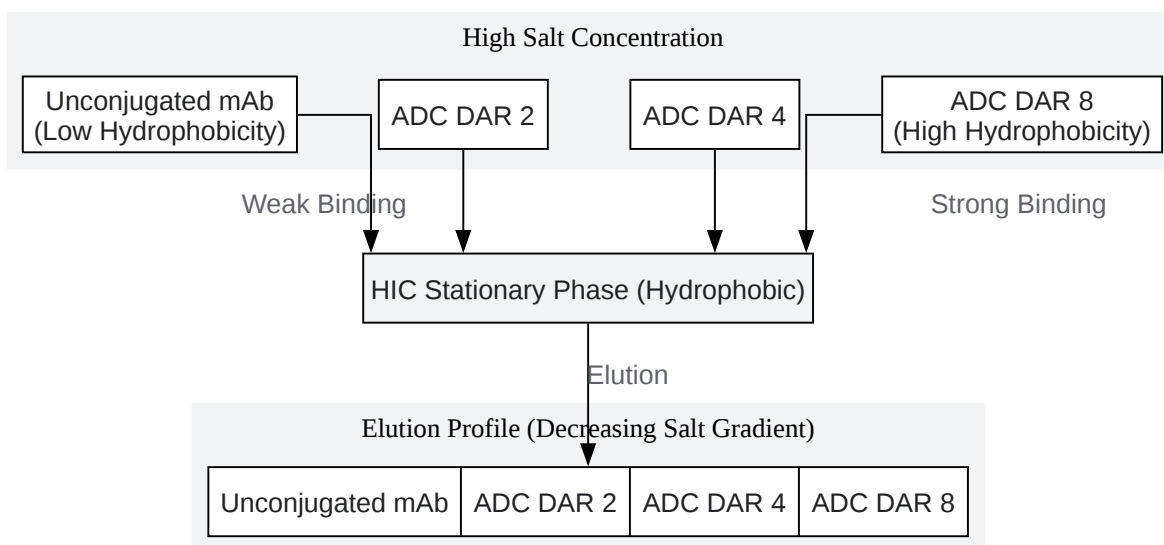 High Salt Concentration
Unconjugated mAb
(Low Hydrophobicity)
ADC DAR 2
ADC DAR 4
ADC DAR 8
(High Hydrophobicity)
Weak Binding
Strong Binding
HIC Stationary Phase (Hydrophobic)
Elution
Elution Profile (Decreasing Salt Gradient)
Unconjugated mAb
ADC DAR 2
ADC DAR 4
ADC DAR 8